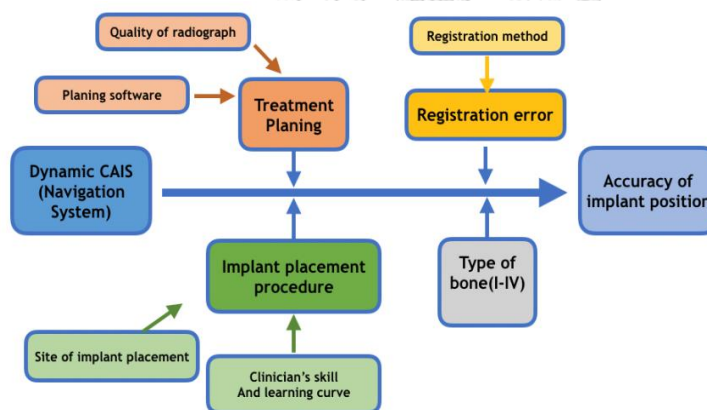 Quality of radiograph
Planing software
Treatment
Planing
Registration method
Registration error
Dynamic CAIS
(Navigation
System)
Accuracy of
implant position
Implant placement
procedure
Type of
bone(I-IV)
Site of implant placement
Clinician's skill
And learning curve